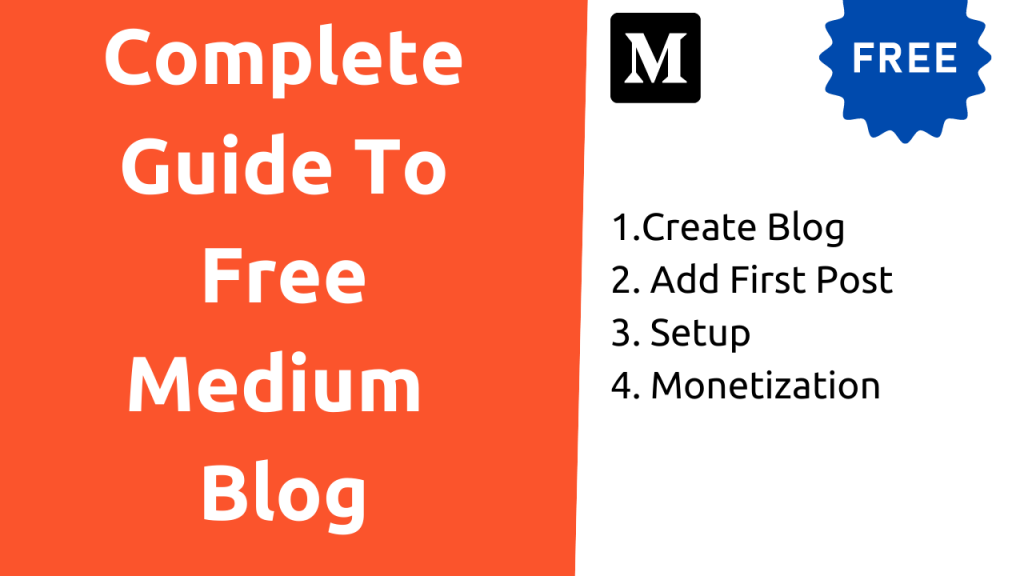 Complete
Guide To
Free
Medium
Blog
M
FREE
1.Create Blog
2. Add First Post
3. Setup
4. Monetization